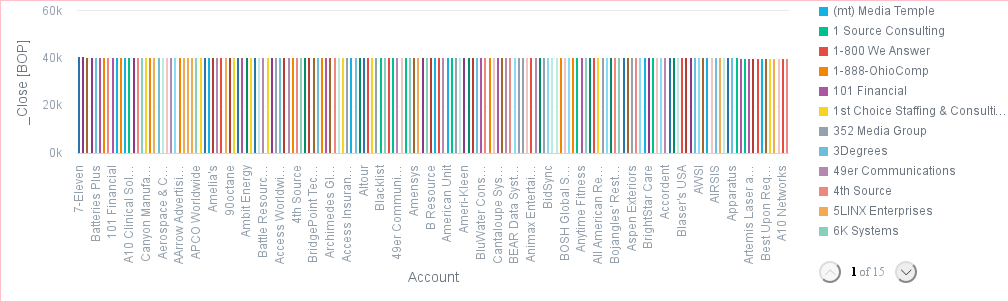 60k
40k
20k
0k
_Close [BOP]
7-Eleven
Batteries Plus
101 Financial
A10 Clinical Sol...
Canyon Manufa...
Aerospace & C...
AArrow Advertisi...
APCO Worldwide
Amelia's
90octane
Ambit Energy
Battle Resourc...
Access Worldwi...
4th Source
BridgePoint Tec...
Archimedes Gl...
Access Insuran...
Altour
Blacklist
49er Communi...
Amensys
B Resource
American Unit
Ameri-Kleen
BluWater Cons...
Cantaloupe Sys...
BEAR Data Syst...
Animax Entertai...
BidSync
BOSH Global S...
Anytime Fitness
All American Re...
Bojangles' Rest...
Aspen Exteriors
BrightStar Care
Accordent
Blaser's USA
AWSI
AIRSIS
Apparatus
Artemis Laser a...
Best Upon Req...
A10 Networks
Account
(mt) Media Temple
1 Source Consulting
1-800 We Answer
1-888-OhioComp
101 Financial
1st Choice Staffing & Consulti...
352 Media Group
3Degrees
49er Communications
4th Source
5LINX Enterprises
6K Systems
1 of 15